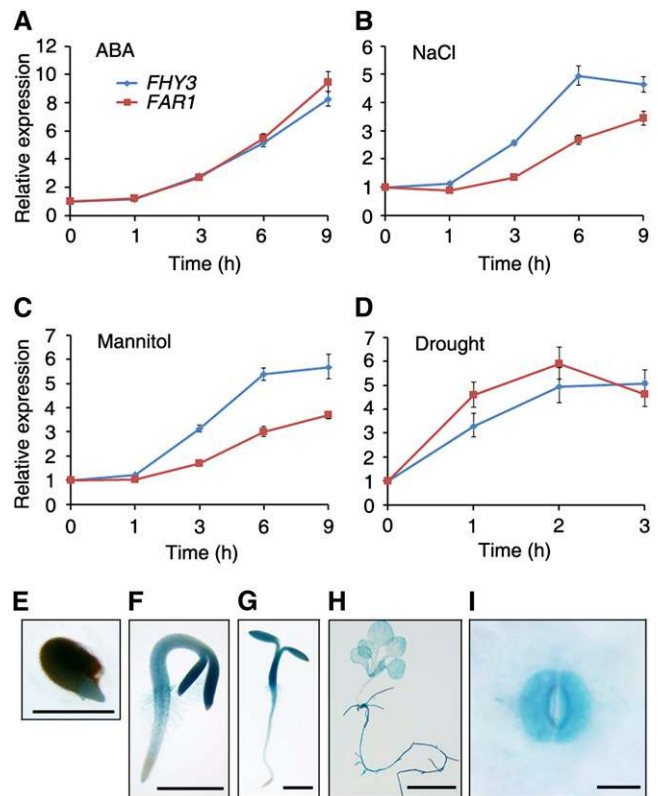 A
ABA
FHY3
FAR1
Relative expression
12
10
8
6
4
2
0
0 1 3 6 9
Time (h)
B
NaCl
6
5
4
3
2
1
0
0 1 3 6 9
Time (h)
C
Mannitol
Relative expression
7
6
5
4
3
2
1
0
0 1 3 6 9
Time (h)
D
Drought
7
6
5
4
3
2
1
0
0 1 2 3
Time (h)
E
F
G
H
I